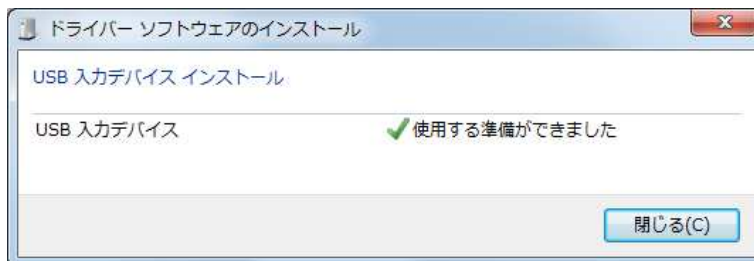 ドライバー ソフトウェアのインストール
USB 入力デバイス インストール
USB 入力デバイス 使用する準備ができました
閉じる(C)